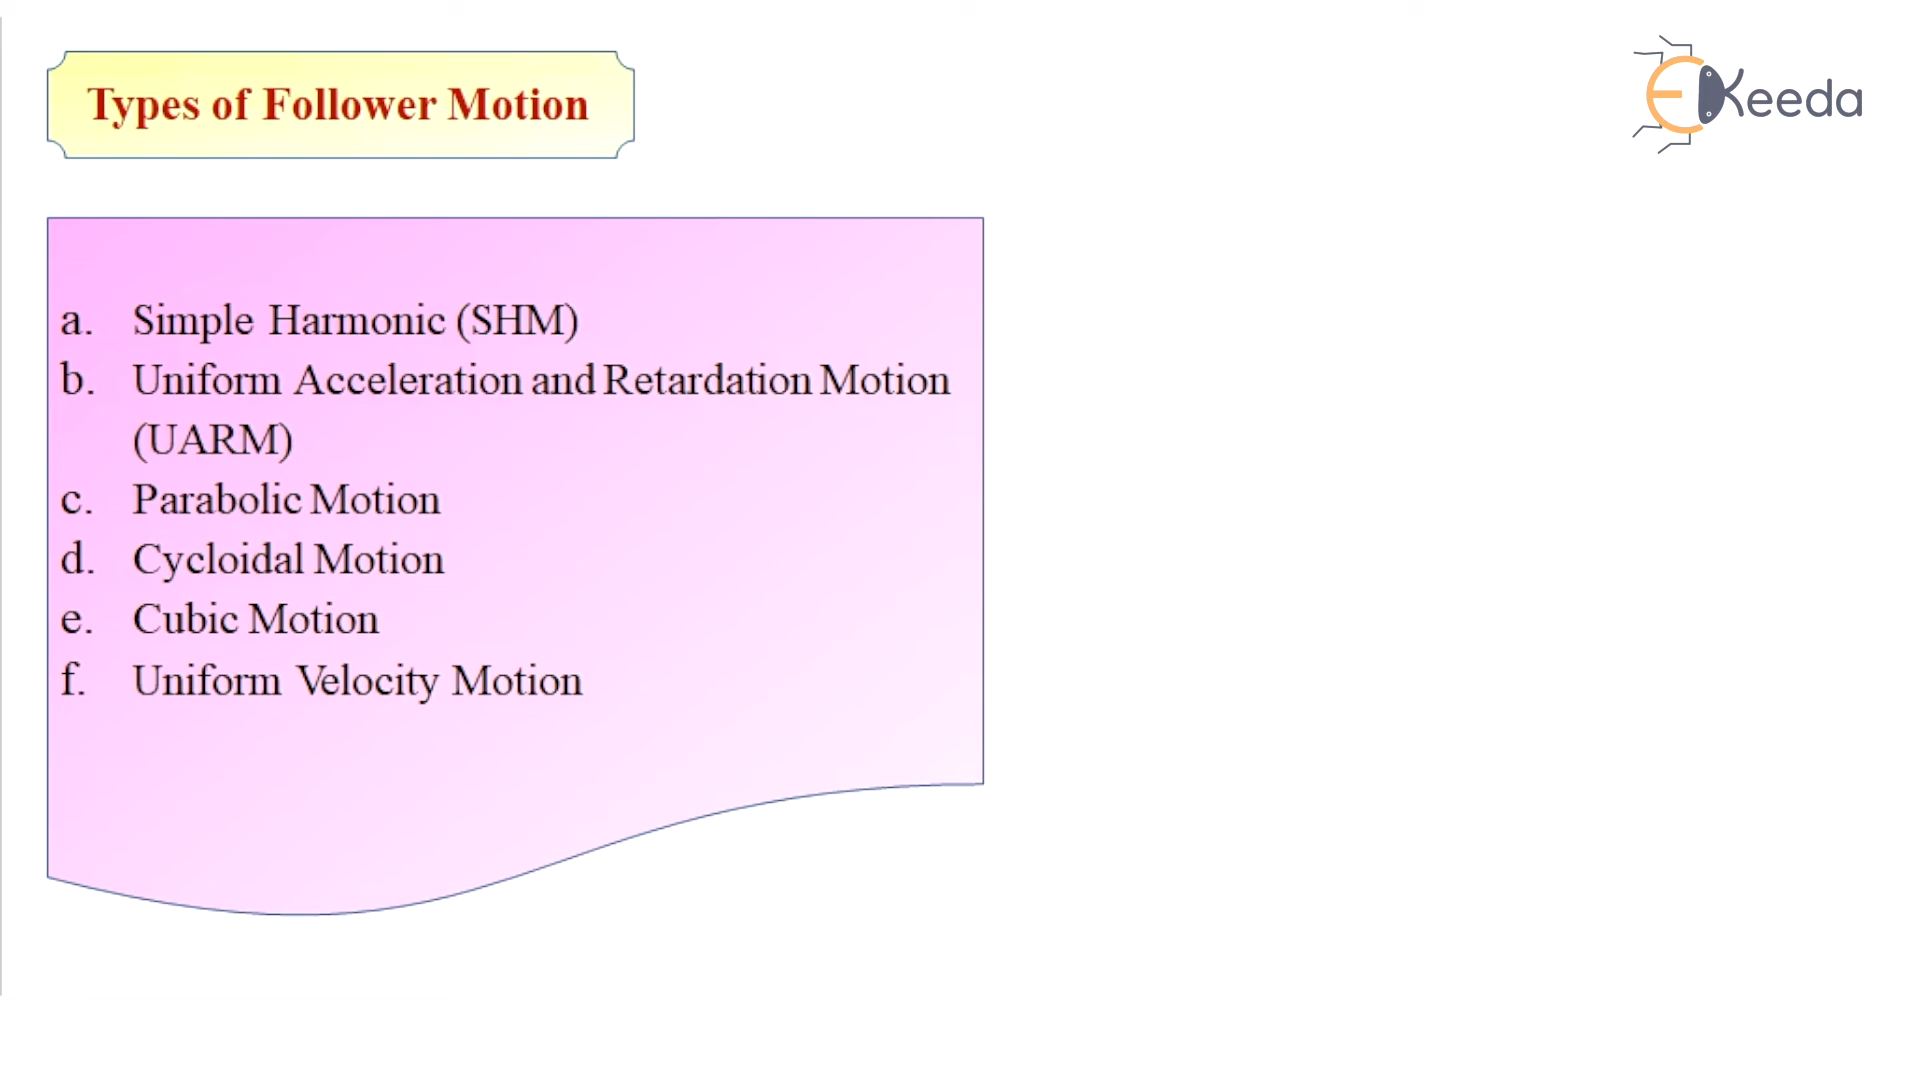 Types of Follower Motion
EKeeda
a. Simple Harmonic (SHM)
b. Uniform Acceleration and Retardation Motion
(UARM)
c. Parabolic Motion
d. Cycloidal Motion
e. Cubic Motion
f. Uniform Velocity Motion